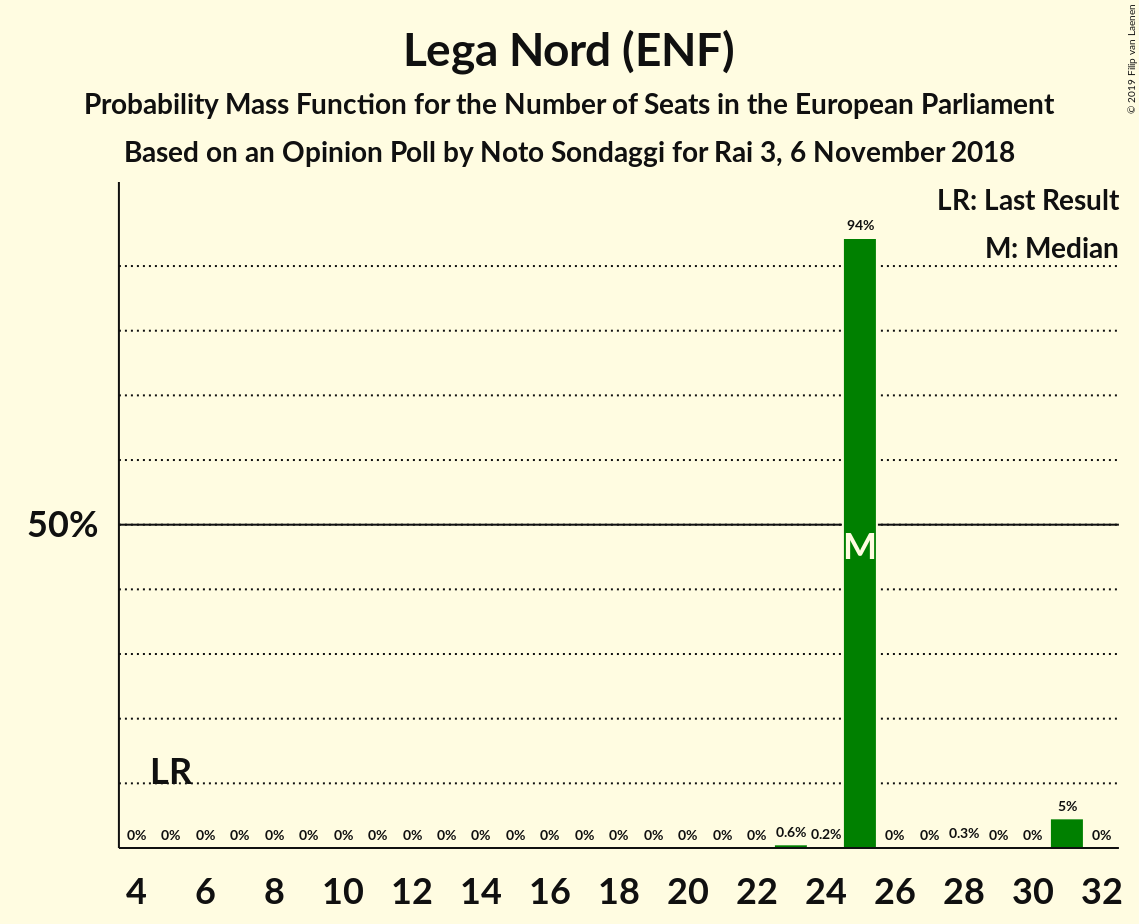 Lega Nord (ENF)
Probability Mass Function for the Number of Seats in the European Parliament
Based on an Opinion Poll by Noto Sondaggi for Rai 3, 6 November 2018
© 2019 Filip van Laenen
LR: Last Result
M: Median
94%
50%
M
LR
5%
0% 0% 0% 0% 0% 0% 0% 0% 0% 0% 0% 0% 0% 0% 0% 0% 0% 0% 0% 0.6% 0.2% 0% 0% 0.3% 0% 0% 0%
4 6 8 10 12 14 16 18 20 22 24 26 28 30 32